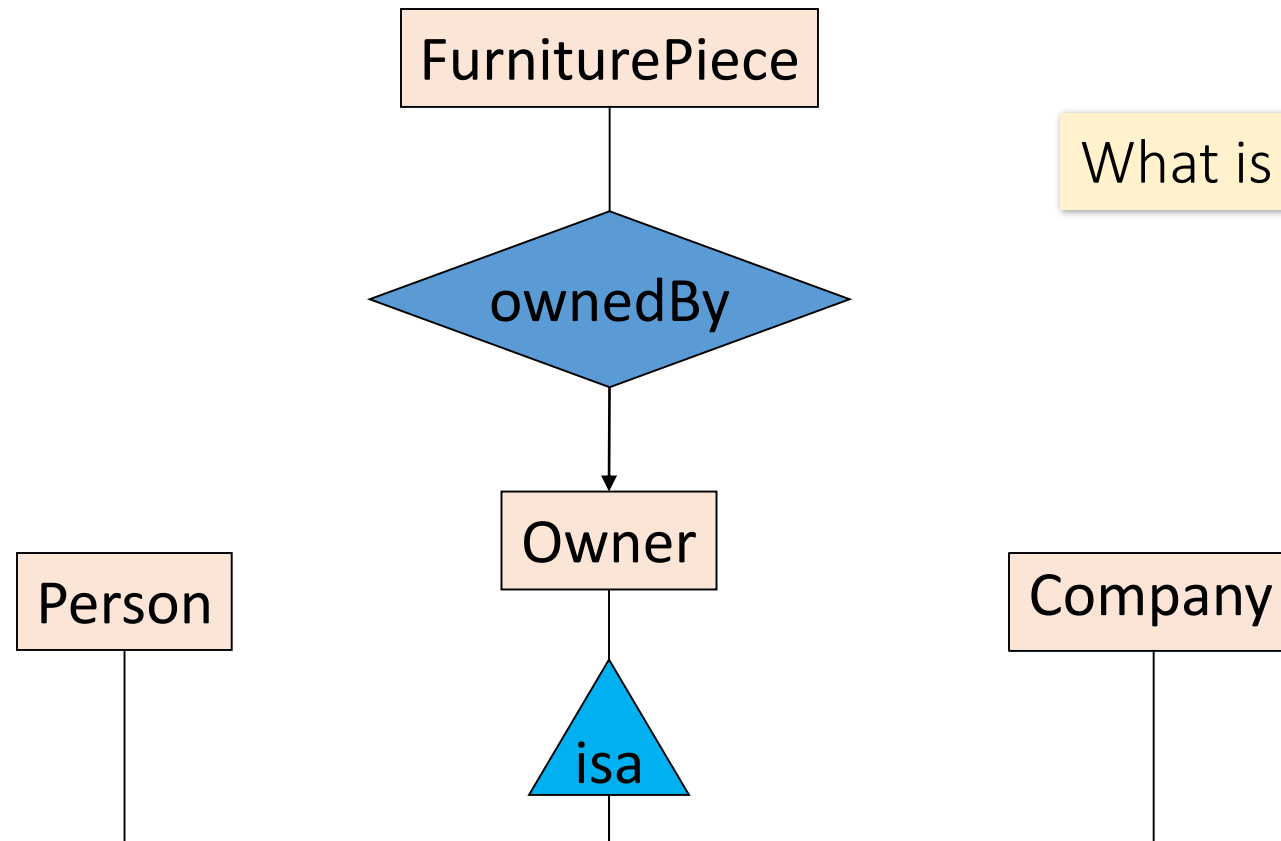 FurniturePiece
What is
ownedBy
Owner
Person
Company
isa